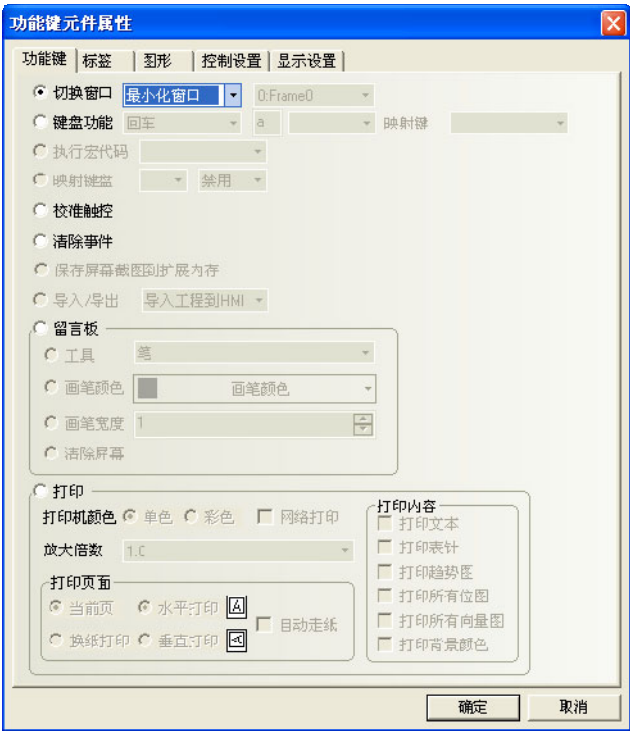 功能键元件属性
功能键 标签 图形 控制设置 显示设置
切换窗口 最小化窗口 0:Frame0
键盘功能 回车 a 映射键
执行宏代码
映射键盘 禁用
校准触控
清除事件
保存屏幕截图到扩展内存
导入/导出 导入工程到HMI
留言板
工具 笔
画笔颜色 画笔颜色
画笔宽度 1
清除屏幕
打印
打印机颜色 单色 彩色 网络打印
放大倍数 1.0
打印页面
当前页 水平打印 A
换纸打印 垂直打印 A
自动走纸
打印内容
打印文本
打印表针
打印趋势图
打印所有位图
打印所有向量图
打印背景颜色
确定 取消